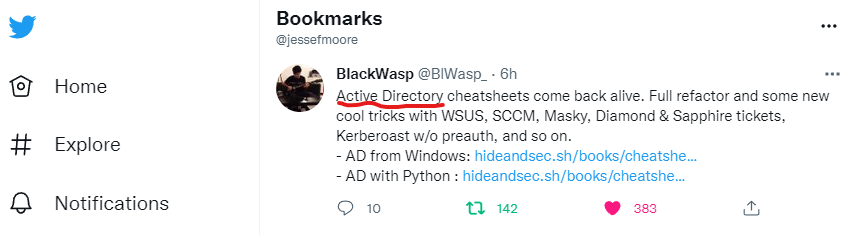 Bookmarks
@jessefmoore
Home
Explore
Notifications
BlackWasp @BlWasp_ · 6h
Active Directory cheatsheets come back alive. Full refactor and some new
cool tricks with WSUS, SCCM, Masky, Diamond & Sapphire tickets,
Kerberoast w/o preauth, and so on.
- AD from Windows: hideandsec.sh/books/cheatshe...
- AD with Python : hideandsec.sh/books/cheatshe...
10 142 383